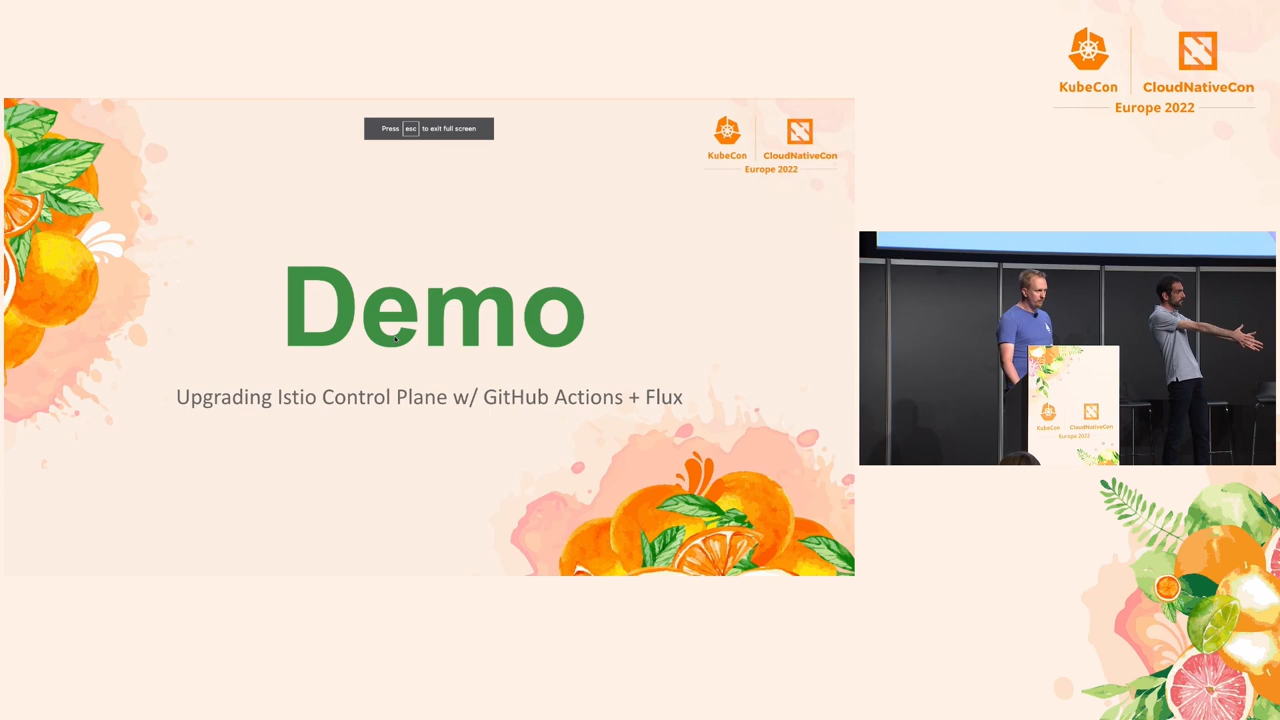 KubeCon
CloudNativeCon
Europe 2022
Press esc to exit full screen
KubeCon
CloudNativeCon
Europe 2022
Demo
Upgrading Istio Control Plane w/ GitHub Actions + Flux
KubeCon
CloudNativeCon
Europe 2022